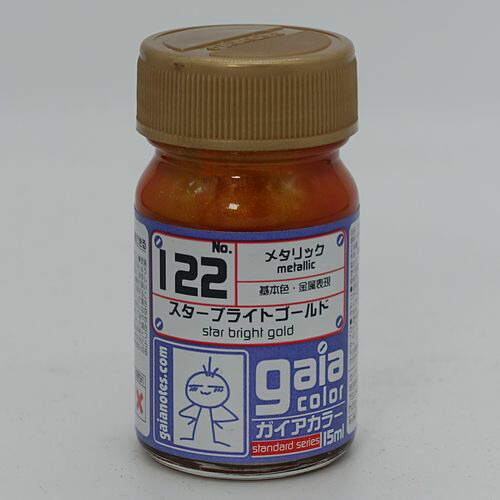 No.
122
メタリック
metallic
基本色・金属表現
スターブライトゴールド
star bright gold
gaianotes.com
gaia
color
ガイアカラー
standard series
15ml